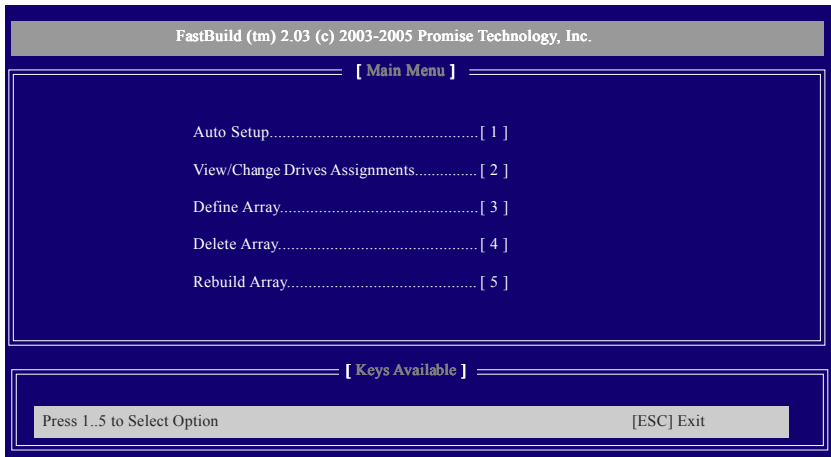 FastBuild (tm) 2.03 (c) 2003-2005 Promise Technology, Inc.
[ Main Menu ]
Auto Setup................................................[ 1 ]
View/Change Drives Assignments..............[ 2 ]
Define Array..............................................[ 3 ]
Delete Array..............................................[ 4 ]
Rebuild Array............................................[ 5 ]
[ Keys Available ]
Press 1..5 to Select Option [ESC] Exit